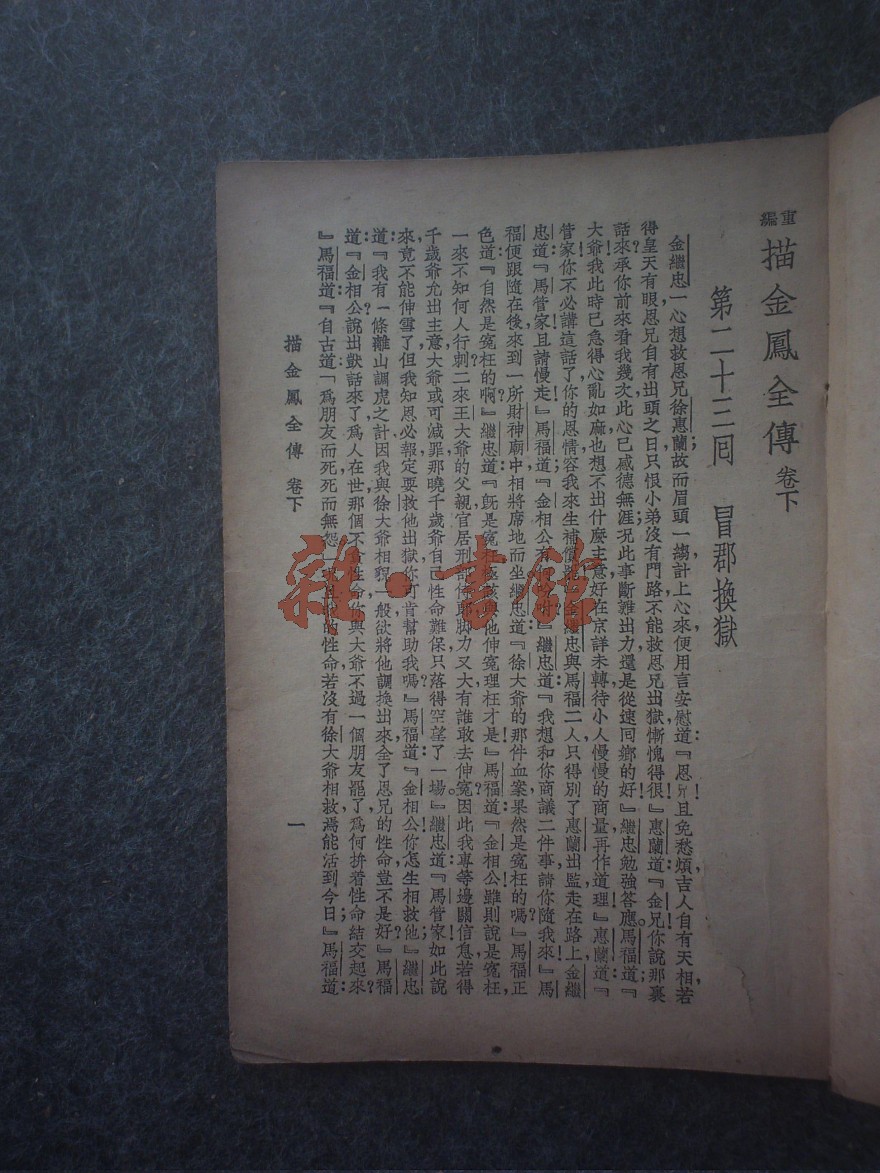 重編 描金鳳全傳 卷下
第二十三囘 冒郡換獄
金繼忠一心想救恩兄徐惠蘭故而眉頭一縐計上心來便用言安慰道『恩兄且免愁煩吉人自有天相若
得皇天有眼恩兄自有出頭之日只恨小弟沒有門路不能救恩兄出獄慚愧得很』惠蘭道『金兄你說那裏
話來承你前來看我幾次此心已感德無涯况此事斷難出力還是從速囘鄉的好』繼忠勉強答應馬福道『
大爺我此時已急得心亂如麻也想不出什麼主意好在京詳未轉待小人慢慢的商量再作道理』惠蘭道『
管家你不必講這話了你的恩情容我來生補償罷』金繼忠與馬福二人只得別了惠蘭出監走在路上金繼
忠道『馬管家且請慢走』馬福道『金相公有』繼忠道『我想和你商議二件事請你隨我來』馬
福便跟隨在後來到一所財神廟中相將席地而坐繼忠道『徐大爺的那件血案果然是寃枉的嗎』馬福正
色道『自然是寃枉的啊』繼忠道『旣是寃枉他伸寃理枉才是』馬福道『金相公雖則說是寃枉
一來不知何人行刺二來王大爺的父親官居刑部脚力又大有誰敢去伸寃因此我專等邊關信息若得
千歲爺允出主意大爺或可減罪那曉千歲爺自己性命難保只落得空望了一場』繼忠道『馬管家如此說
來竟不能伸雪了但我知恩必報定要救他出獄你可肯幫助我嗎』馬福道『金相公你怎生相救他』繼忠
道『我有一條離山調虎之計因我與徐大爺相貌一般欲將他調換出來全了恩兄的性命豈不是好』馬福
道『金相公說出獃話來了爲人在世那個不貪性命你與大爺不過一個朋友罷了爲何拚着性命結交起來
』馬福道『自古道「爲朋友而死死而無怨」的性命若沒有徐大爺相救焉能活到今日』馬福道
描金鳳全傳 卷下
一
雜·書館